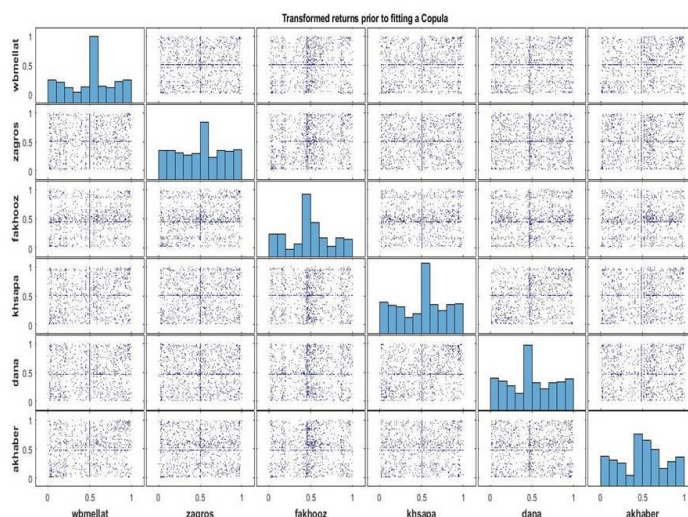 Transformed returns prior to fitting a Copula
wbmellat
1
0.5
0
zagros
1
0.5
0
fakhooz
1
0.5
0
khsapa
1
0.5
0
dana
1
0.5
0
akhaber
1
0.5
0
0 0.5 1 0 0.5 1 0 0.5 1 0 0.5 1 0 0.5 1 0 0.5 1
wbmellat zagros fakhooz khsapa dana akhaber